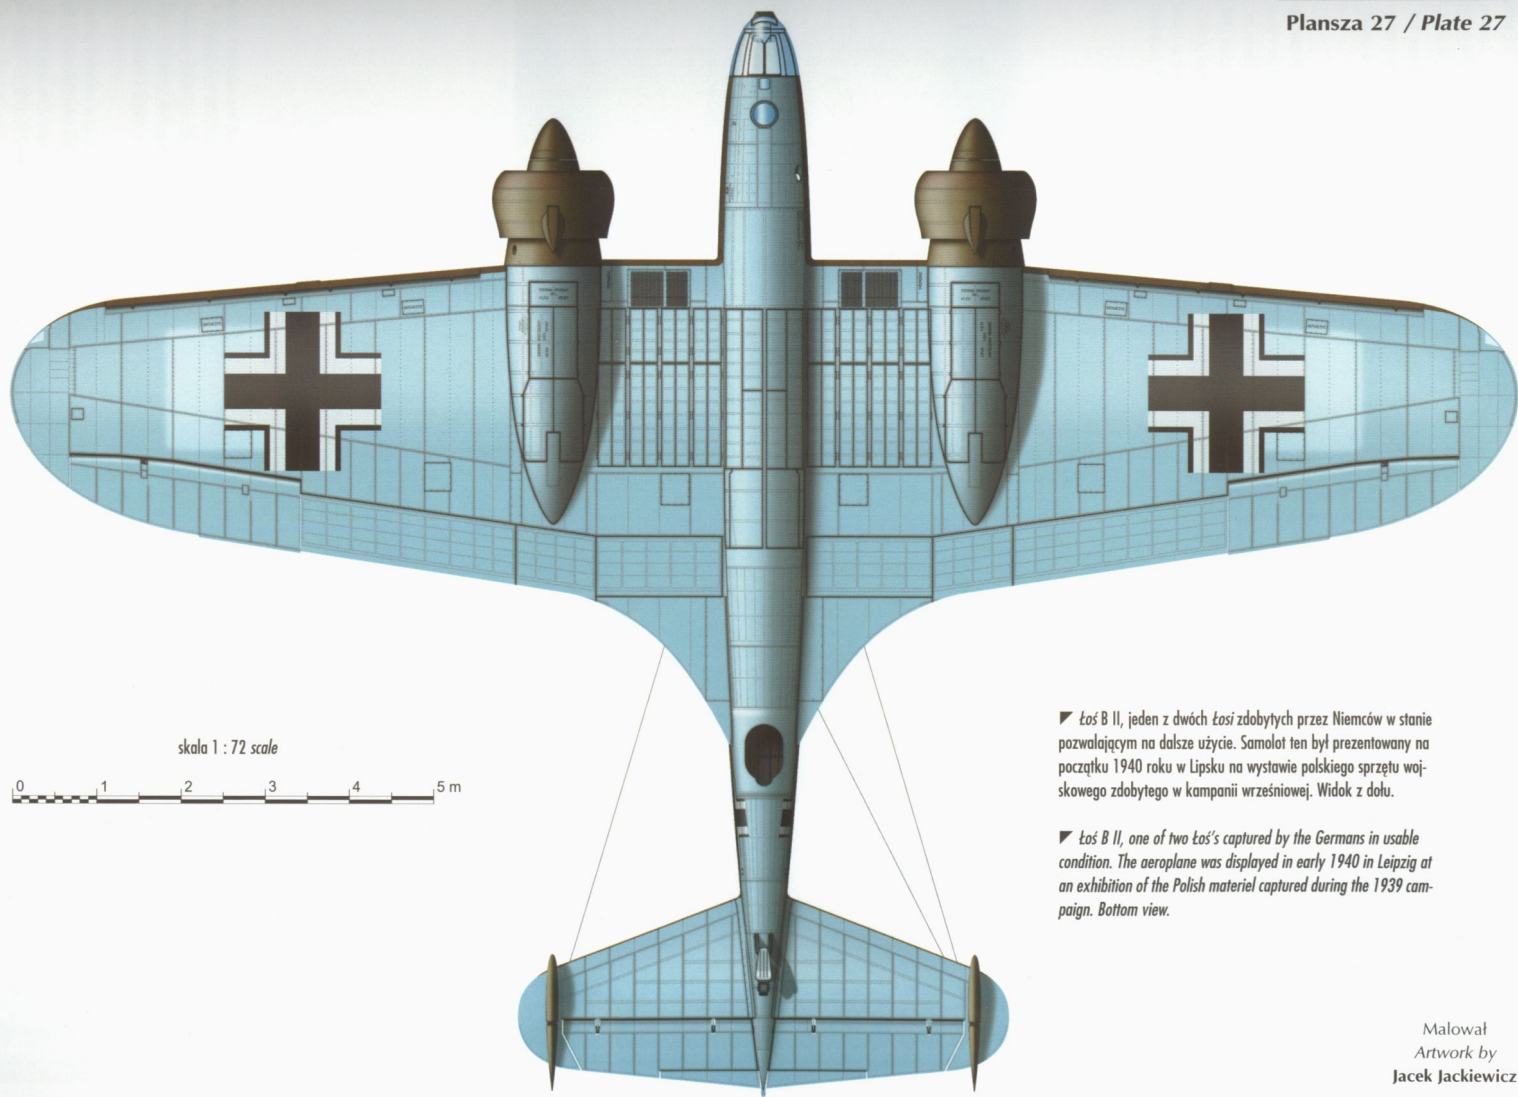 Plansza 27 / Plate 27
skala 1 : 72 scale
0 1 2 3 4 5 m
◤ Łoś B II, jeden z dwóch Łosi zdobytych przez Niemców w stanie
pozwalającym na dalsze użycie. Samolot ten był prezentowany na
początku 1940 roku w Lipsku na wystawie polskiego sprzętu woj-
skowego zdobytego w kampanii wrześniowej. Widok z dołu.
◤ Łoś B II, one of two Łoś's captured by the Germans in usable
condition. The aeroplane was displayed in early 1940 in Leipzig at
an exhibition of the Polish materiel captured during the 1939 cam-
paign. Bottom view.
Malował
Artwork by
Jacek Jackiewicz